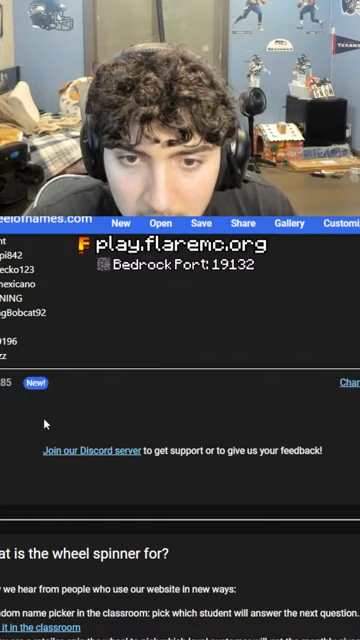 eelofnames.com
New Open Save Share Gallery Customi
nt
pi842
play.flaremc.org
ecko123
Bedrock Port: 19132
mexicano
NING
gBobcat92
9196
zz
85 New! Char
Join our Discord server to get support or to give us your feedback!
at is the wheel spinner for?
w we hear from people who use our website in new ways:
ndom name picker in the classroom: pick which student will answer the next question.
it in the classroom